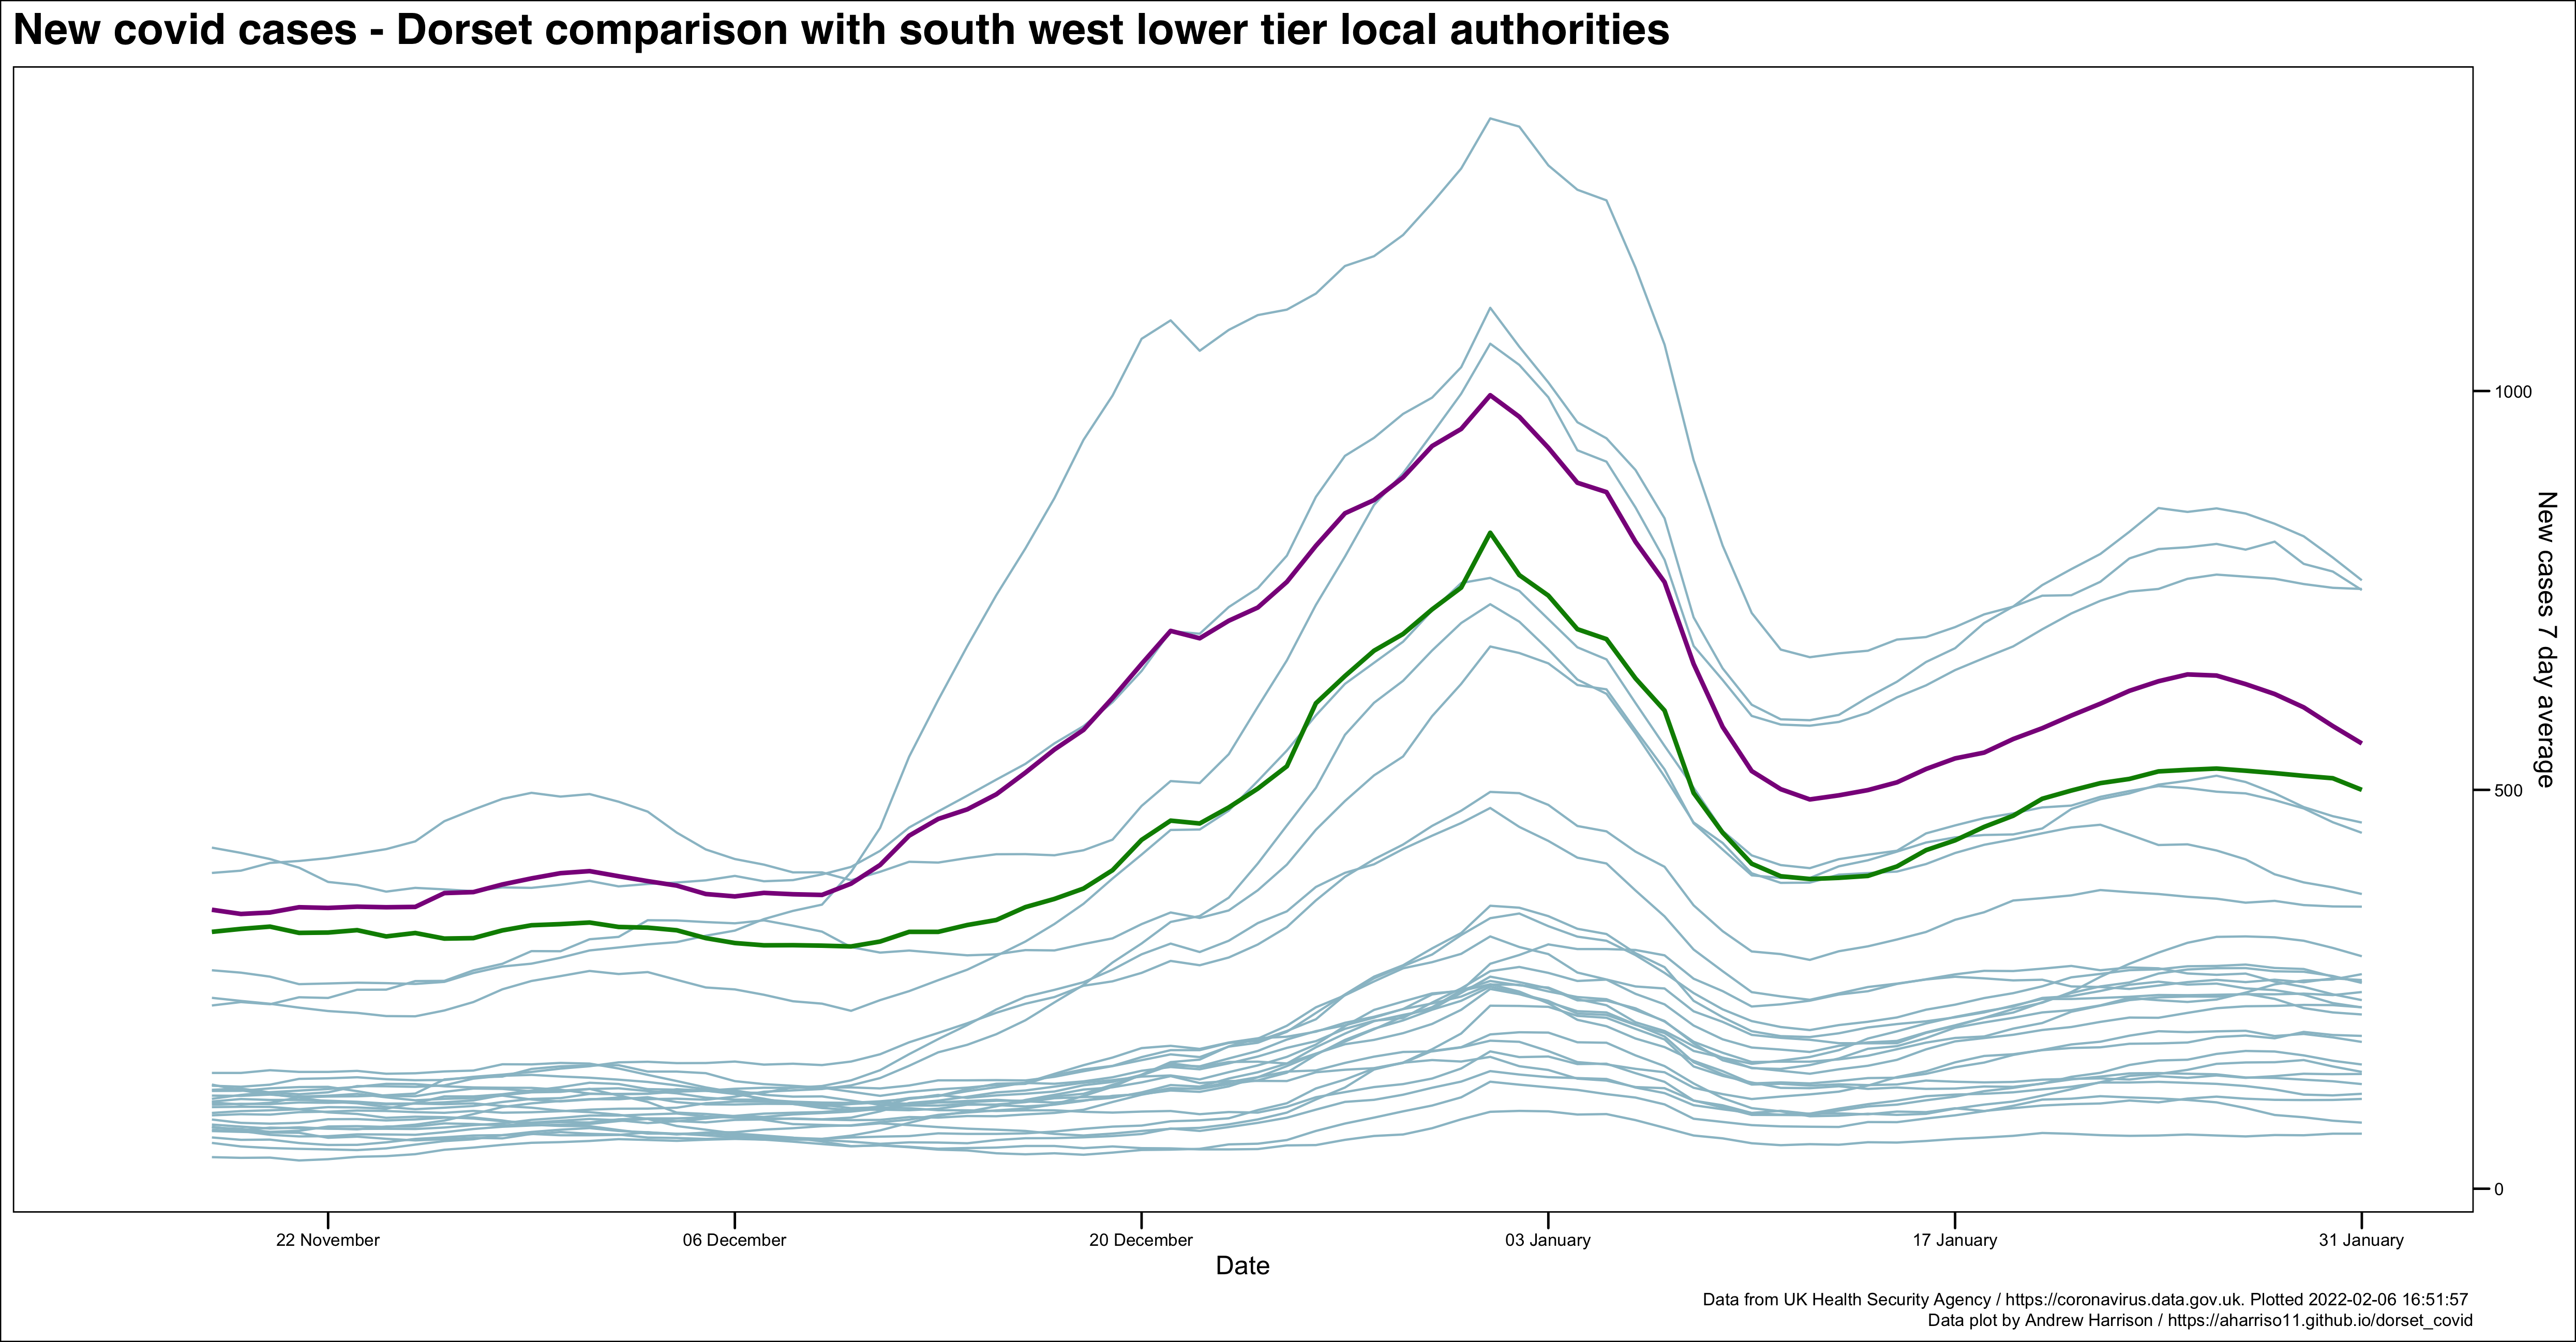 New covid cases - Dorset comparison with south west lower tier local authorities
1000
500
0
New cases 7 day average
22 November
06 December
20 December
03 January
17 January
31 January
Date
Data from UK Health Security Agency / https://coronavirus.data.gov.uk. Plotted 2022-02-06 16:51:57
Data plot by Andrew Harrison / https://aharriso11.github.io/dorset_covid